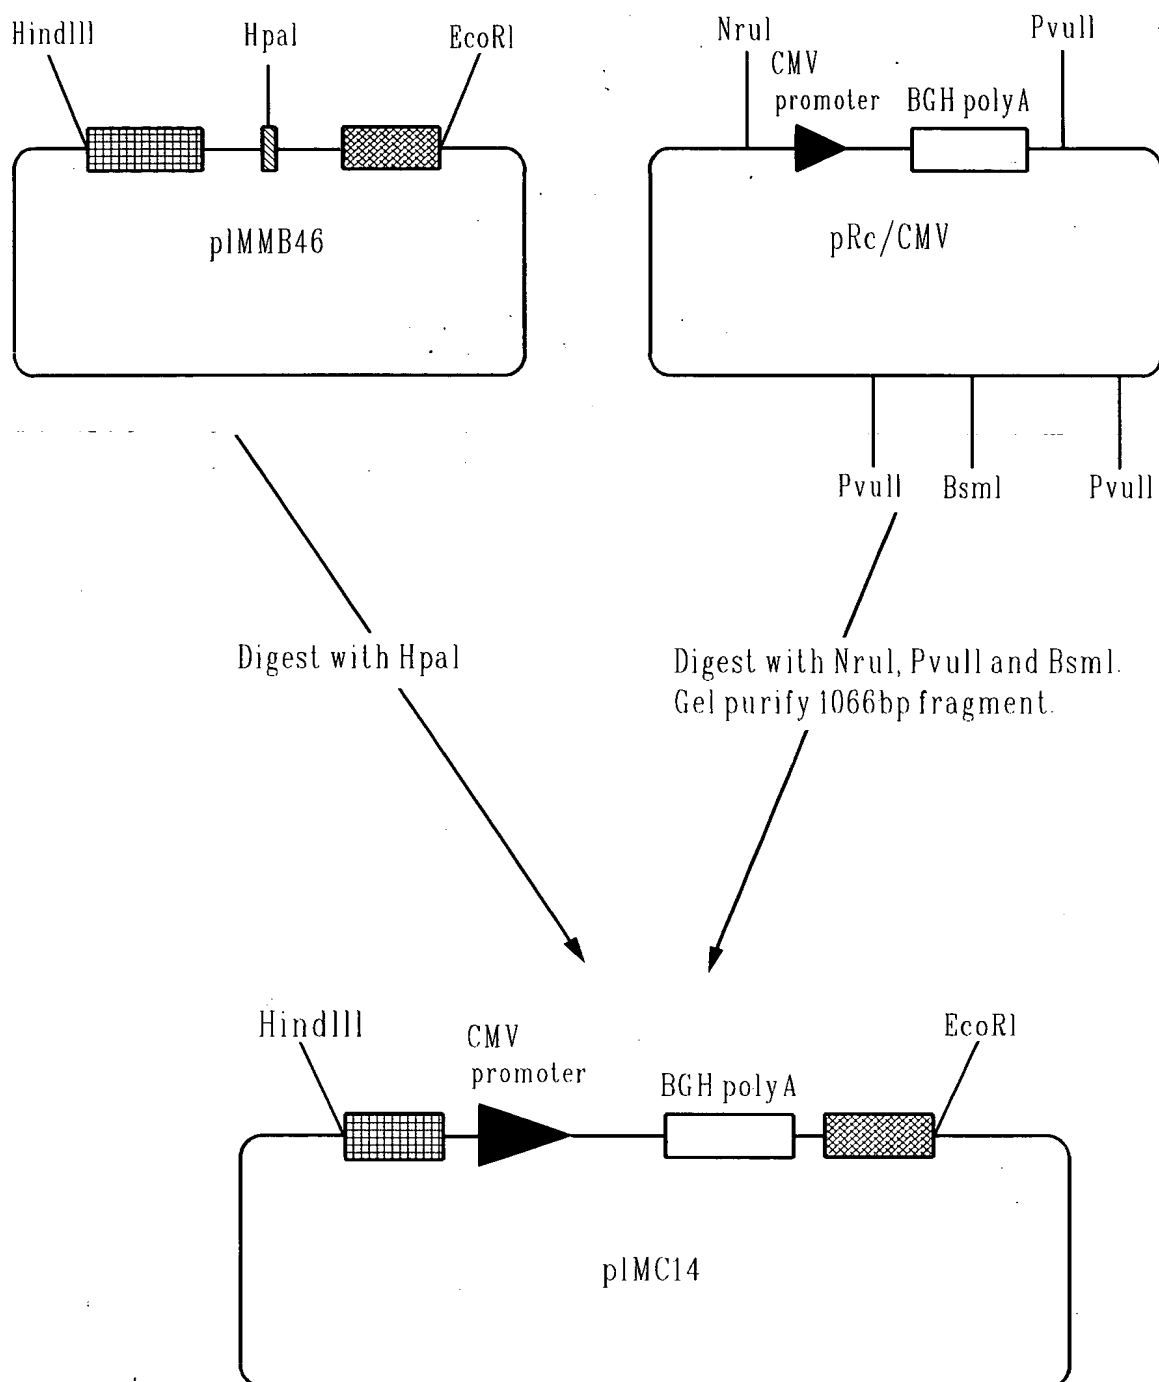 HindIII
HpaI
EcoRI
pIMMB46
NruI
PvuII
CMV
promoter
BGH polyA
pRc/CMV
PvuII
BsmI
PvuII
Digest with HpaI
Digest with NruI, PvuII and BsmI.
Gel purify 1066bp fragment.
HindIII
CMV
promoter
BGH polyA
EcoRI
pIMC14